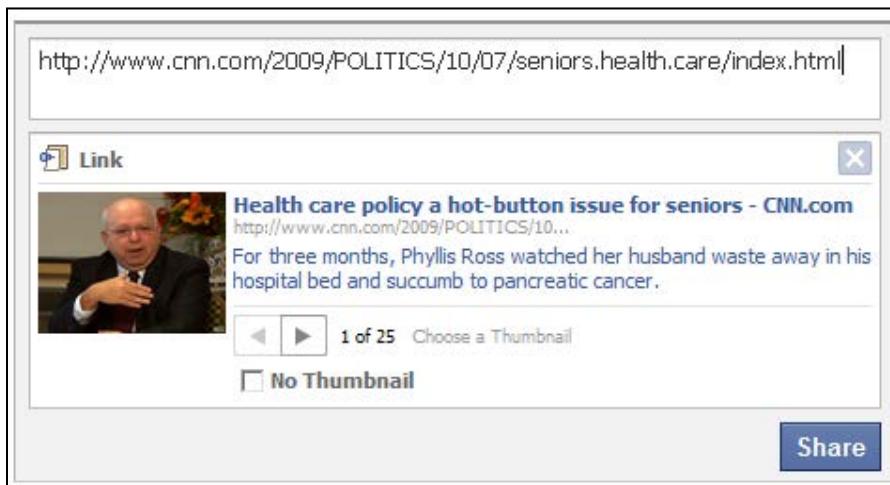 http://www.cnn.com/2009/POLITICS/10/07/seniors.health.care/index.html
Link
Health care policy a hot-button issue for seniors - CNN.com
http://www.cnn.com/2009/POLITICS/10...
For three months, Phyllis Ross watched her husband waste away in his
hospital bed and succumb to pancreatic cancer.
1 of 25 Choose a Thumbnail
No Thumbnail
Share